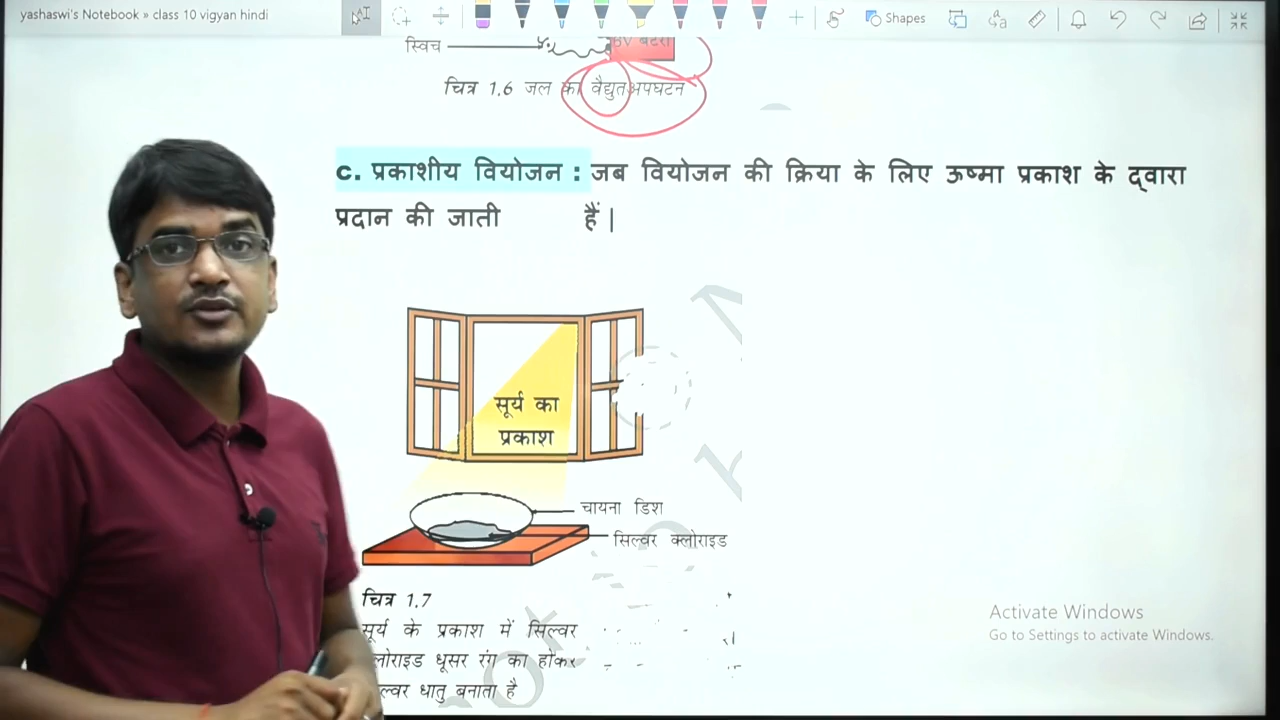 yashaswi's Notebook » class 10 vigyan hindi
Shapes
स्विच
6V बैटरी
चित्र 1.6 जल का वैद्युतअपघटन
c. प्रकाशीय वियोजन : जब वियोजन की क्रिया के लिए ऊष्मा प्रकाश के द्वारा
प्रदान की जाती हैं |
सूर्य का
प्रकाश
चायना डिश
सिल्वर क्लोराइड
चित्र 1.7
सूर्य के प्रकाश में सिल्वर
क्लोराइड धूसर रंग का होकर
सिल्वर धातु बनाता है
Activate Windows
Go to Settings to activate Windows.